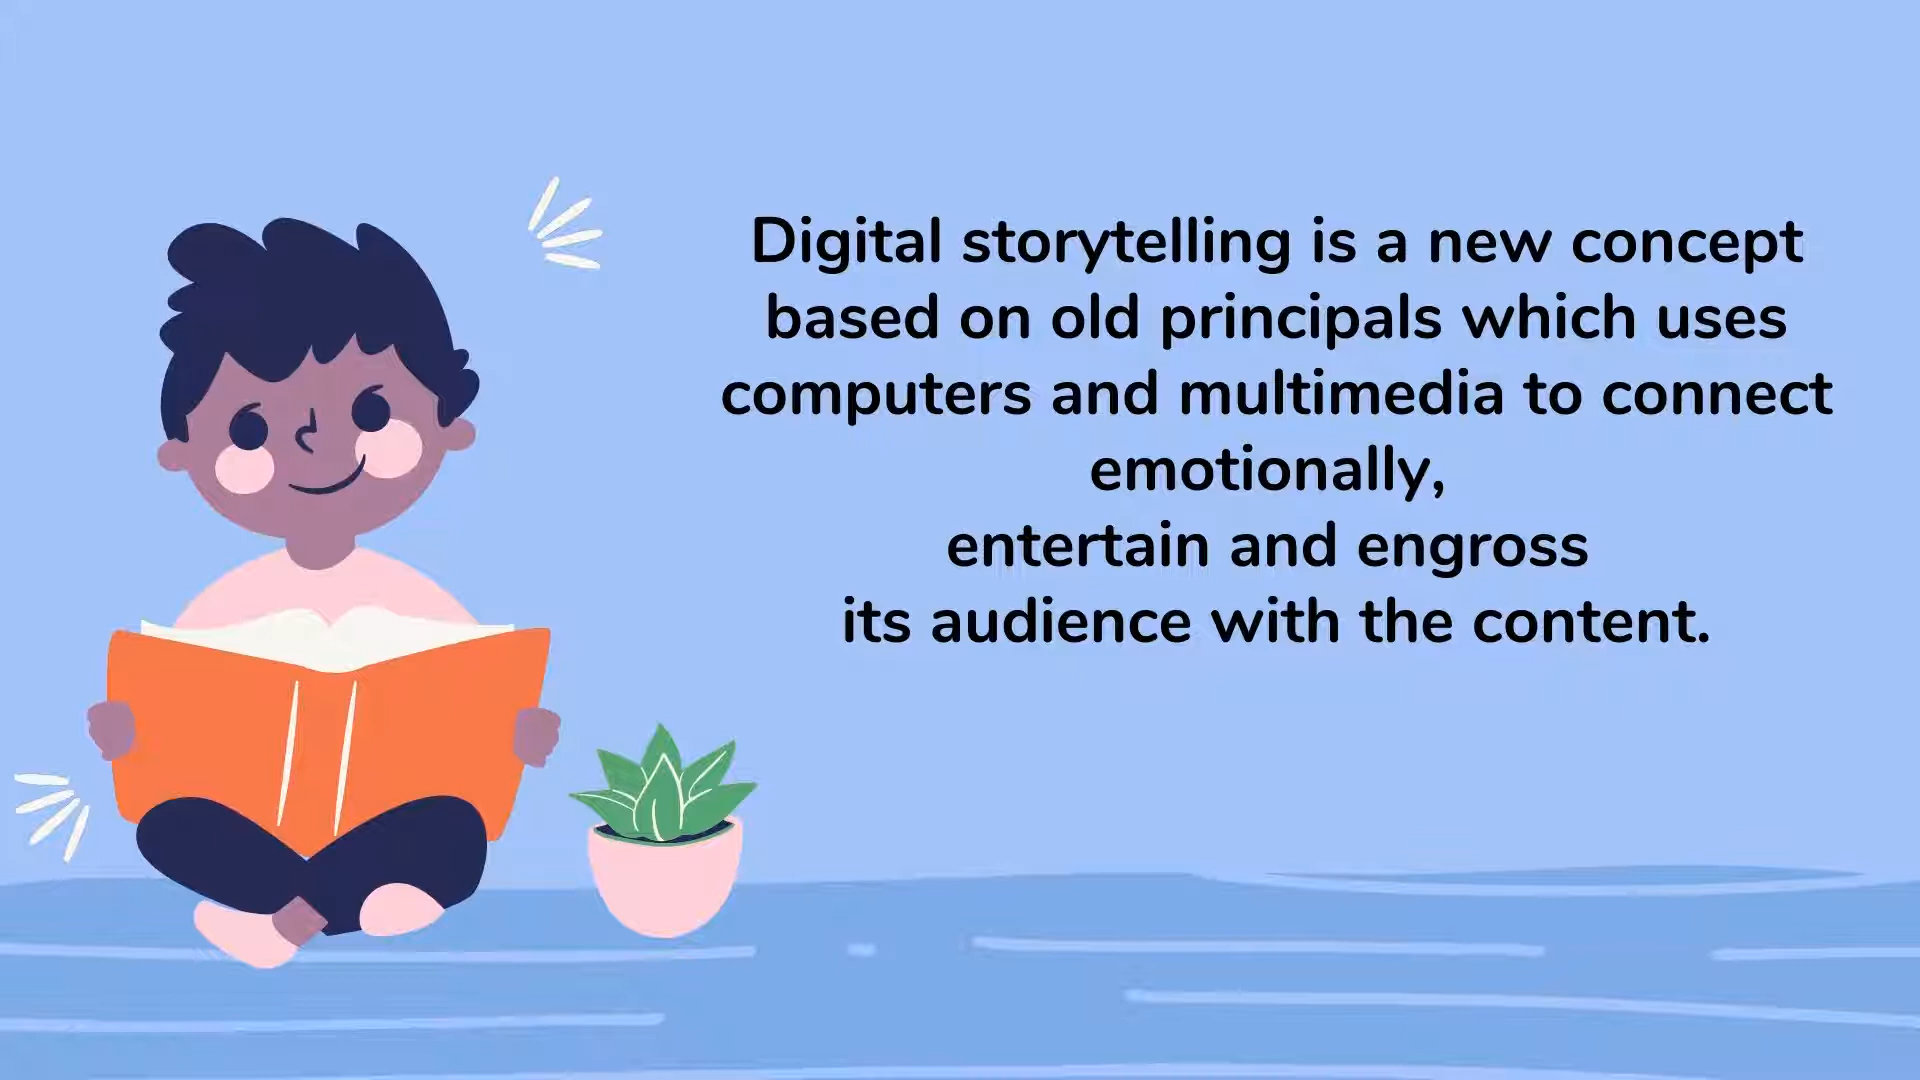 Digital storytelling is a new concept
based on old principals which uses
computers and multimedia to connect
emotionally,
entertain and engross
its audience with the content.